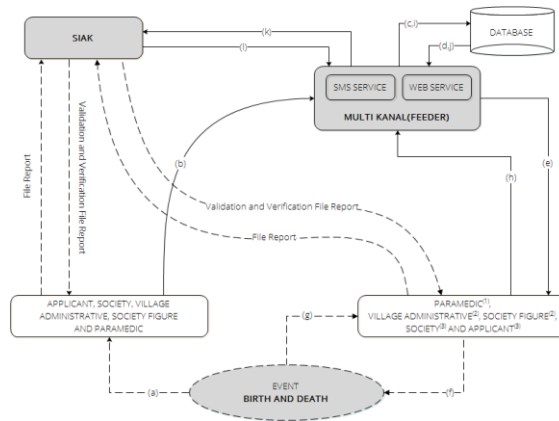 (k)
(c,i)
SIAK
DATABASE
(l)
(d,j)
SMS SERVICE
WEB SERVICE
MULTI KANAL(FEEDER)
File Report
Validation and Verification File Report
(b)
(h)
(e)
Validation and Verification File Report
File Report
APPLICANT, SOCIETY, VILLAGE
ADMINISTRATIVE, SOCIETY FIGURE
AND PARAMEDIC
PARAMEDIC(1),
VILLAGE ADMINISTRATIVE(2), SOCIETY FIGURE(2),
SOCIETY(3) AND APPLICANT(3)
(g)
(a)
EVENT
BIRTH AND DEATH
(f)